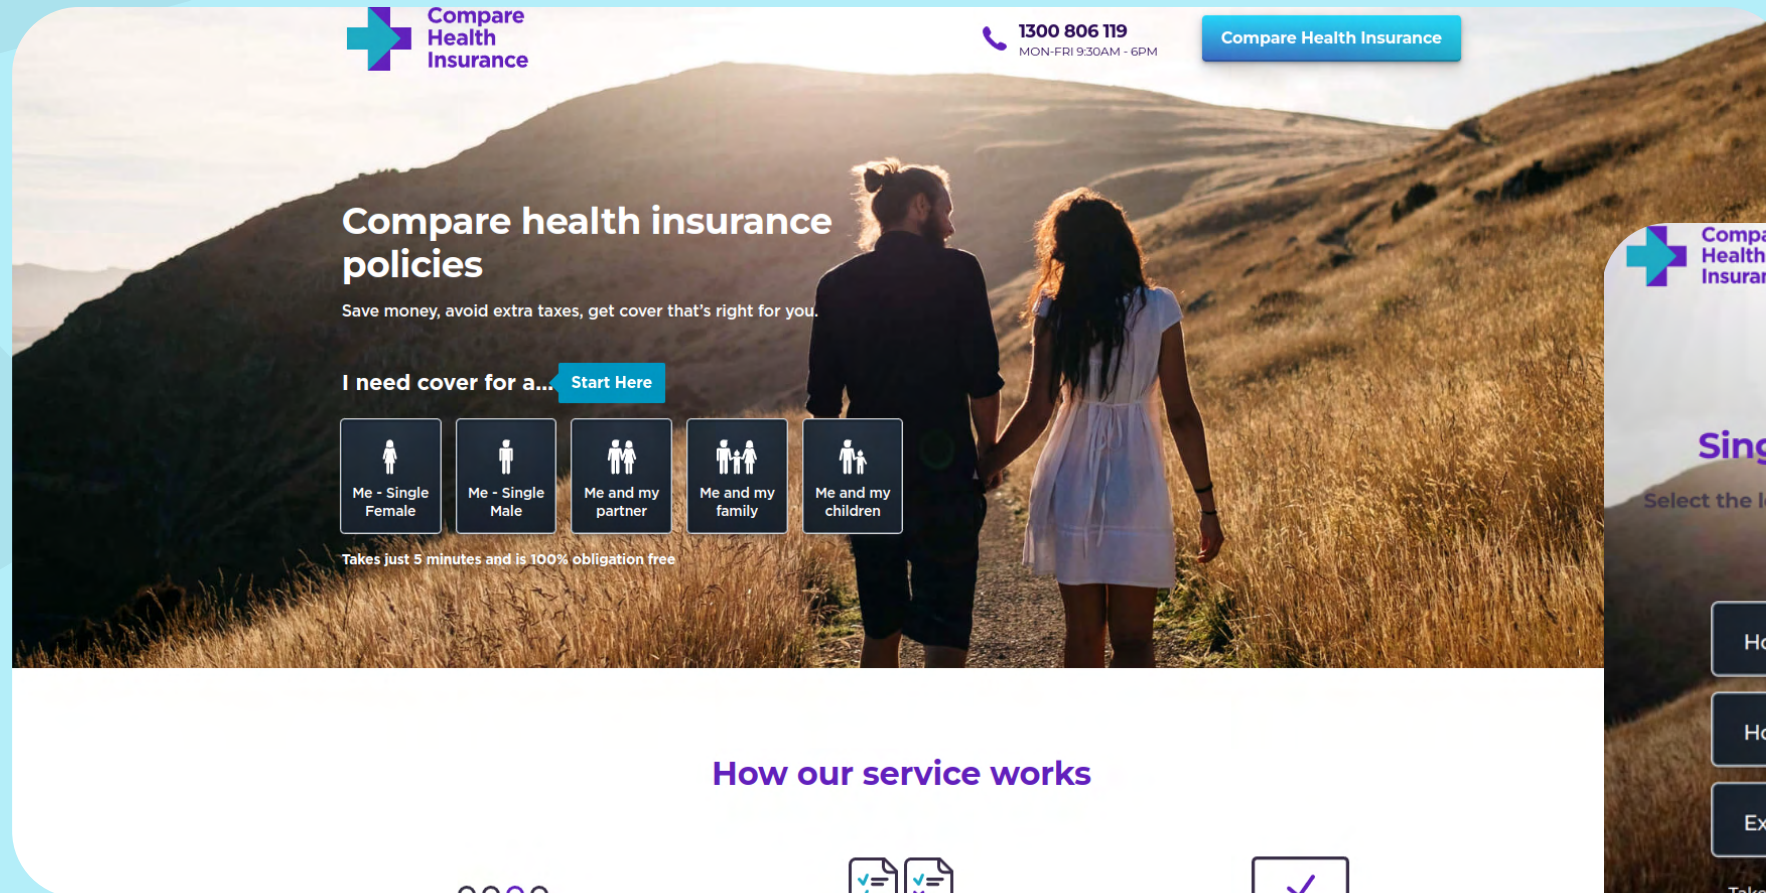 Compare
Health
Insurance
1300 806 119
MON-FRI 9:30AM - 6PM
Compare Health Insurance
Compare health insurance
policies
Save money, avoid extra taxes, get cover that's right for you.
I need cover for a...
Start Here
Me - Single
Female
Me - Single
Male
Me and my
partner
Me and my
family
Me and my
children
Takes just 5 minutes and is 100% obligation free
How our service works
Health
Select the